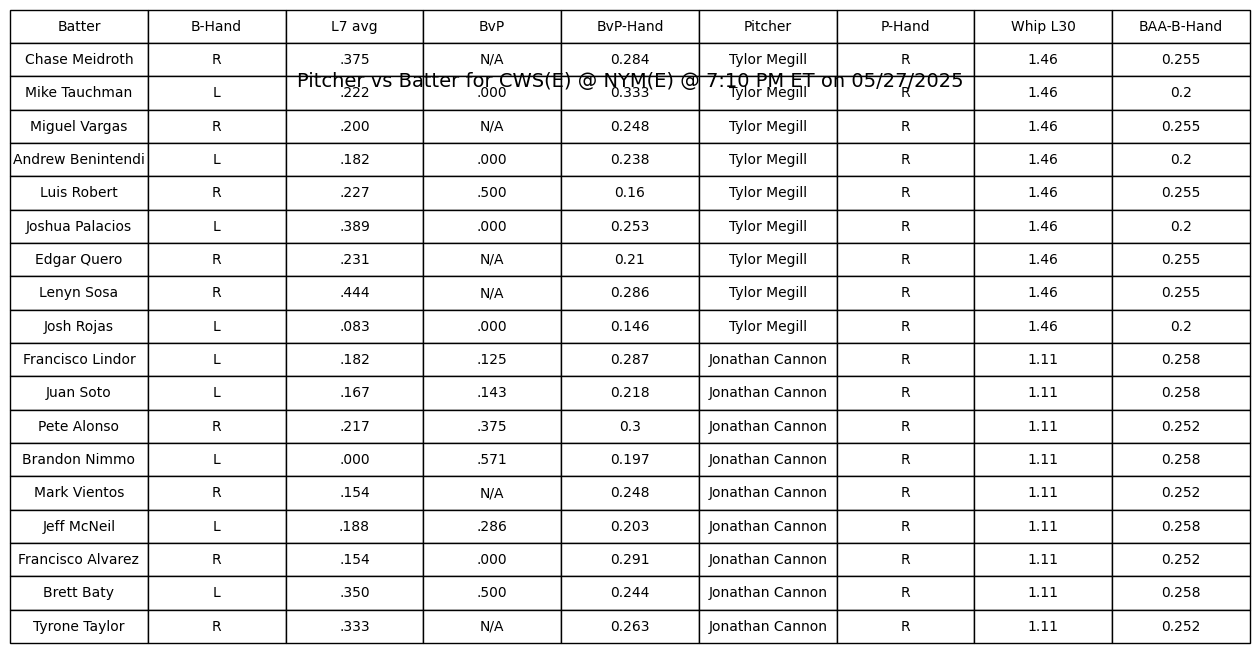 Batter B-Hand L7 avg BvP BvP-Hand Pitcher P-Hand Whip L30 BAA-B-Hand
Chase Meidroth R .375 N/A 0.284 Tylor Megill R 1.46 0.255
Pitcher vs Batter for CWS(E) @ NYM(E) @ 7:10 PM ET on 05/27/2025
Mike Tauchman L .222 .000 0.333 Tylor Megill R 1.46 0.2
Miguel Vargas R .200 N/A 0.248 Tylor Megill R 1.46 0.255
Andrew Benintendi L .182 .000 0.238 Tylor Megill R 1.46 0.2
Luis Robert R .227 .500 0.16 Tylor Megill R 1.46 0.255
Joshua Palacios L .389 .000 0.253 Tylor Megill R 1.46 0.2
Edgar Quero R .231 N/A 0.21 Tylor Megill R 1.46 0.255
Lenyn Sosa R .444 N/A 0.286 Tylor Megill R 1.46 0.255
Josh Rojas L .083 .000 0.146 Tylor Megill R 1.46 0.2
Francisco Lindor L .182 .125 0.287 Jonathan Cannon R 1.11 0.258
Juan Soto L .167 .143 0.218 Jonathan Cannon R 1.11 0.258
Pete Alonso R .217 .375 0.3 Jonathan Cannon R 1.11 0.252
Brandon Nimmo L .000 .571 0.197 Jonathan Cannon R 1.11 0.258
Mark Vientos R .154 N/A 0.248 Jonathan Cannon R 1.11 0.252
Jeff McNeil L .188 .286 0.203 Jonathan Cannon R 1.11 0.258
Francisco Alvarez R .154 .000 0.291 Jonathan Cannon R 1.11 0.252
Brett Baty L .350 .500 0.244 Jonathan Cannon R 1.11 0.258
Tyrone Taylor R .333 N/A 0.263 Jonathan Cannon R 1.11 0.252